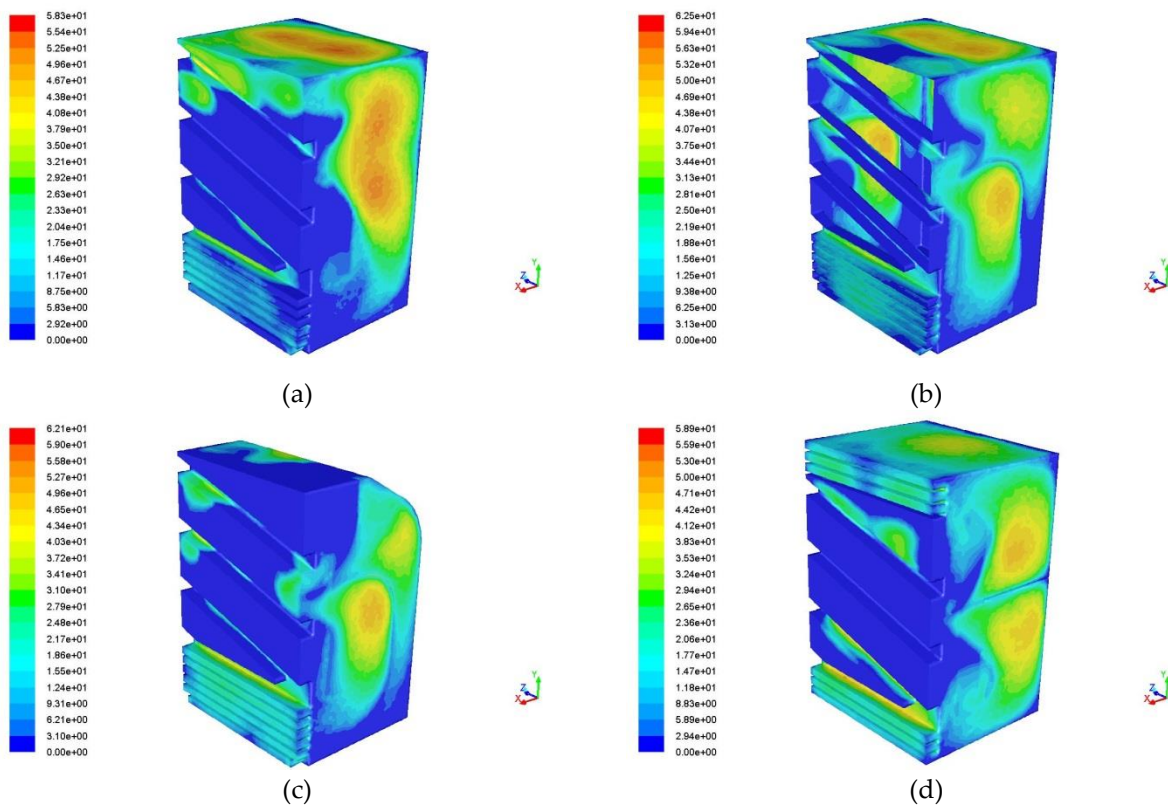 5.83e+01
5.54e+01
5.25e+01
4.96e+01
4.67e+01
4.38e+01
4.08e+01
3.79e+01
3.50e+01
3.21e+01
2.92e+01
2.63e+01
2.33e+01
2.04e+01
1.75e+01
1.46e+01
1.17e+01
8.75e+00
5.83e+00
2.92e+00
0.00e+00
Y
Z
X
(a)
6.25e+01
5.94e+01
5.63e+01
5.32e+01
5.00e+01
4.69e+01
4.38e+01
4.07e+01
3.75e+01
3.44e+01
3.13e+01
2.81e+01
2.50e+01
2.19e+01
1.88e+01
1.56e+01
1.25e+01
9.38e+00
6.25e+00
3.13e+00
0.00e+00
Y
Z
X
(b)
6.21e+01
5.90e+01
5.58e+01
5.27e+01
4.96e+01
4.65e+01
4.34e+01
4.03e+01
3.72e+01
3.41e+01
3.10e+01
2.79e+01
2.48e+01
2.17e+01
1.86e+01
1.55e+01
1.24e+01
9.31e+00
6.21e+00
3.10e+00
0.00e+00
Y
Z
X
(c)
5.89e+01
5.59e+01
5.30e+01
5.00e+01
4.71e+01
4.42e+01
4.12e+01
3.83e+01
3.53e+01
3.24e+01
2.94e+01
2.65e+01
2.36e+01
2.06e+01
1.77e+01
1.47e+01
1.18e+01
8.83e+00
5.89e+00
2.94e+00
0.00e+00
Y
Z
X
(d)